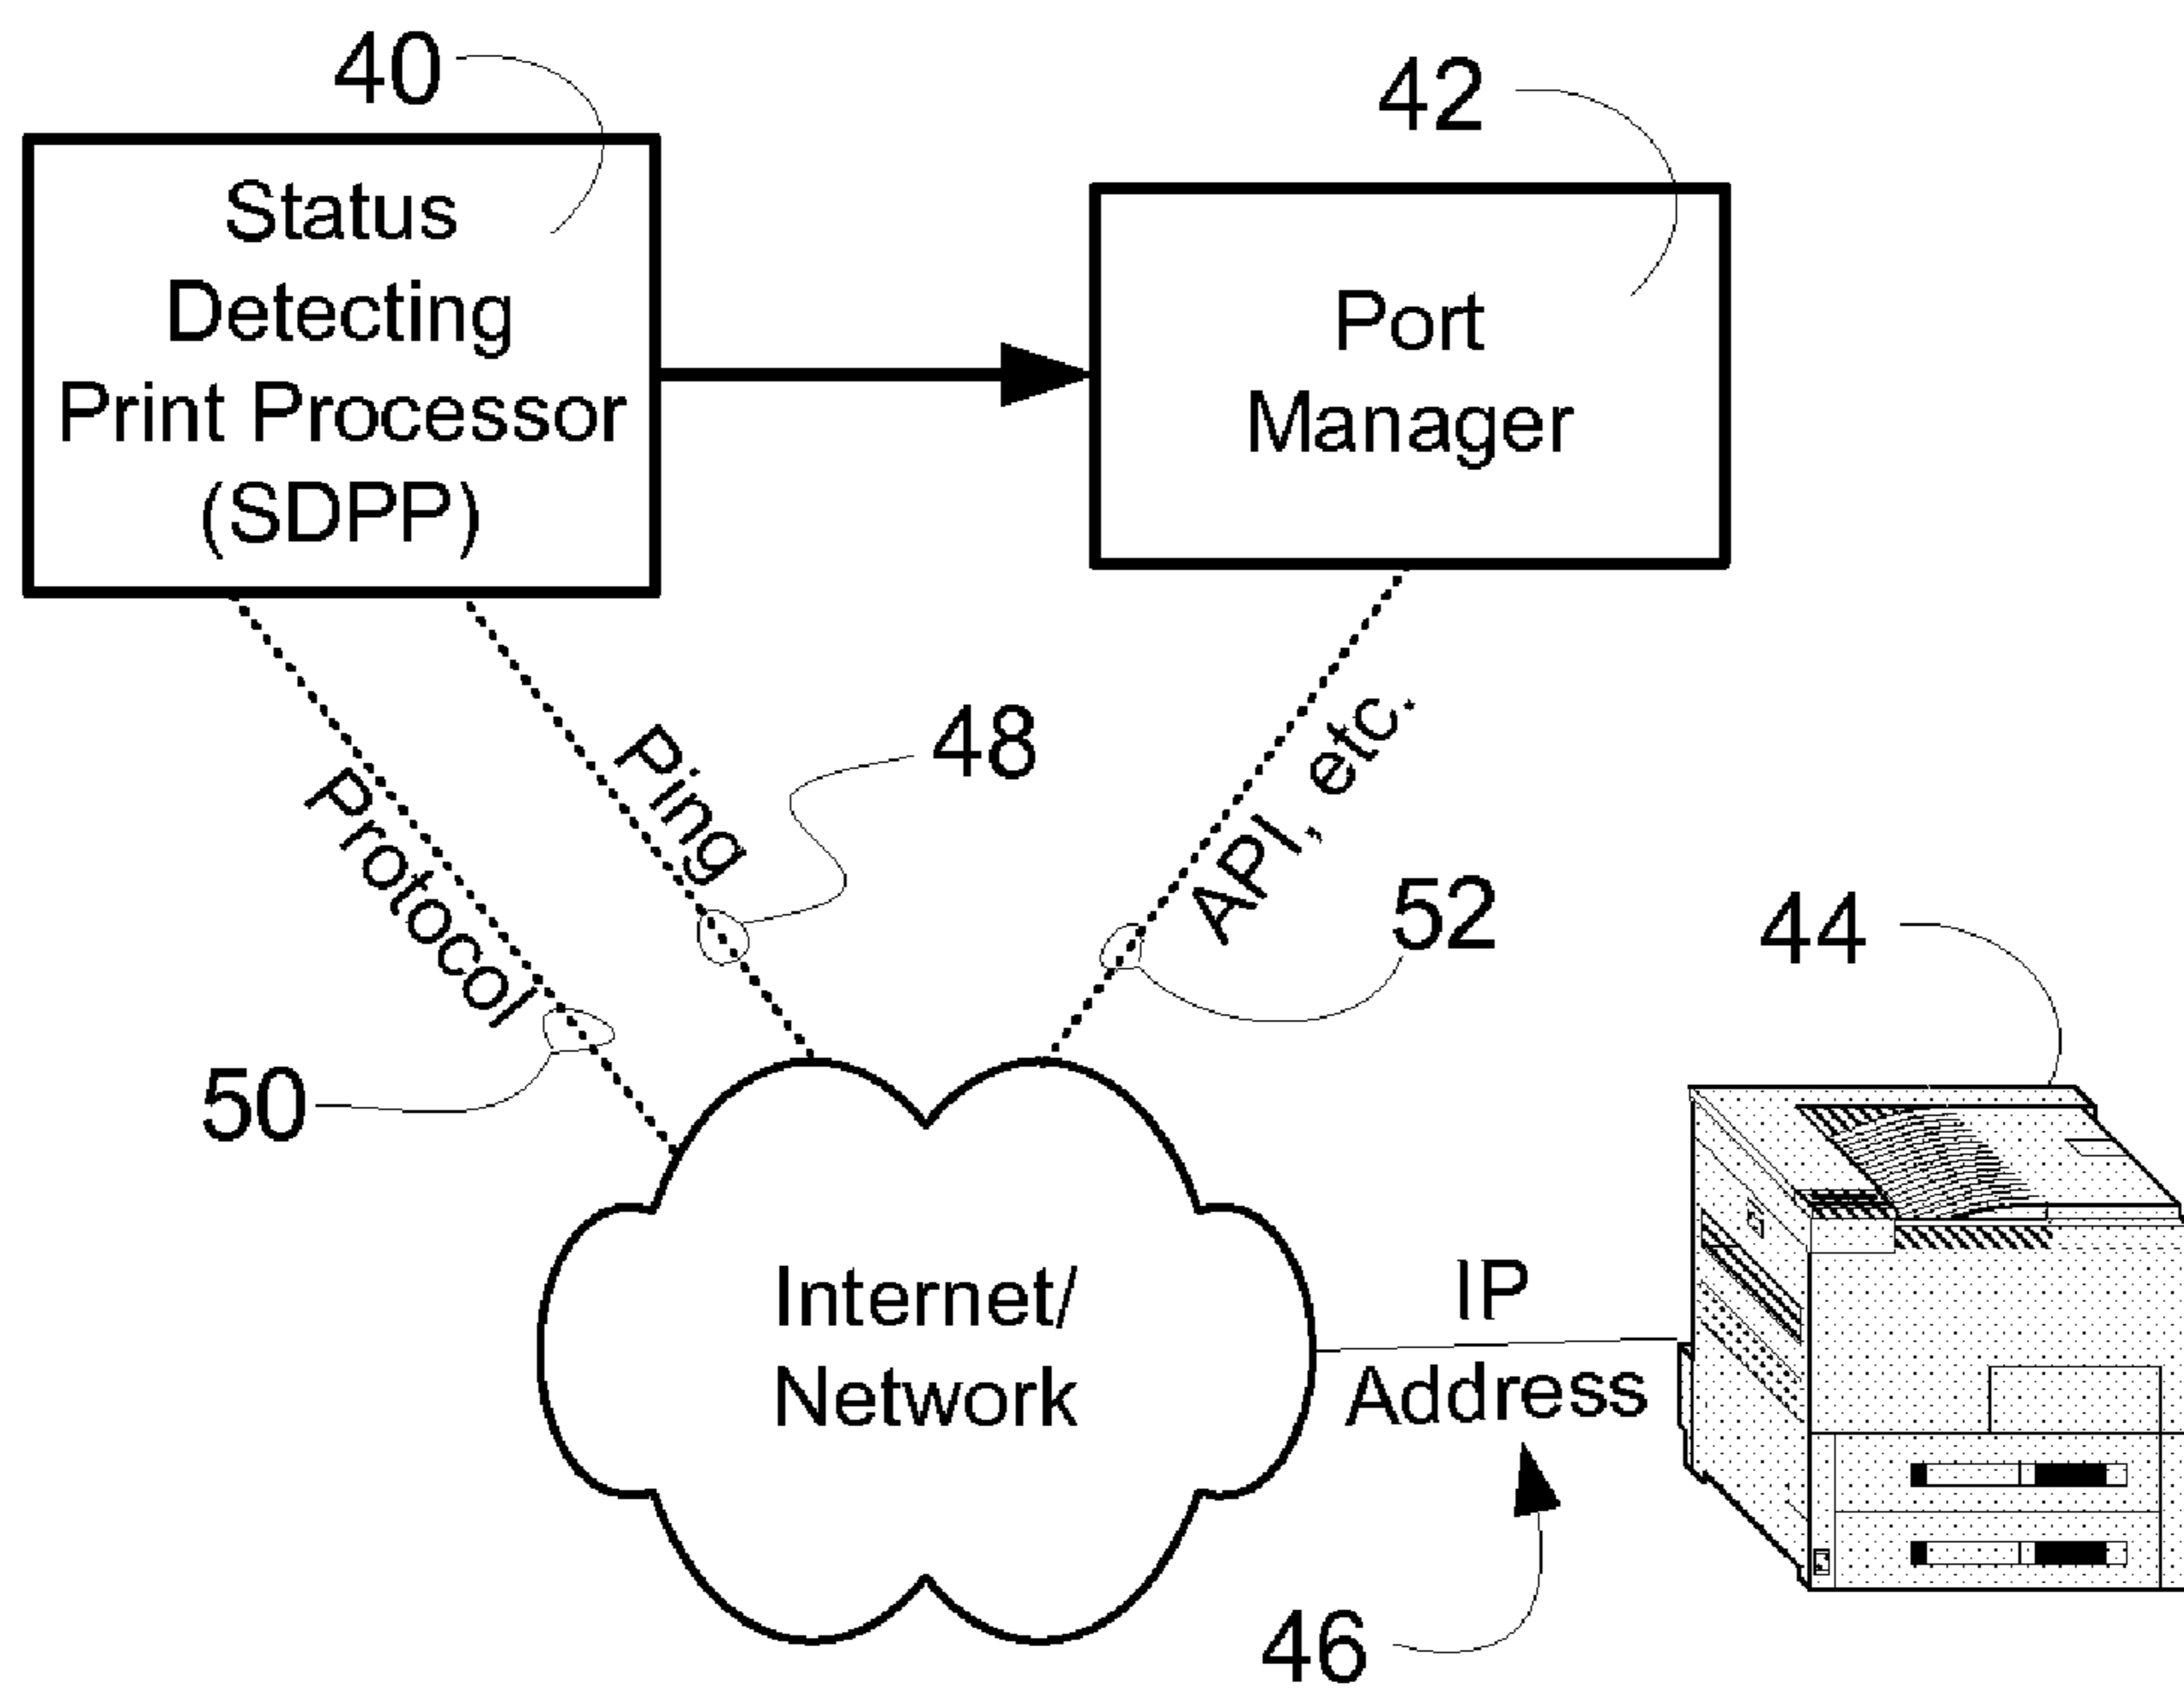 40
42
Status
Detecting
Print Processor
(SDPP)
Port
Manager
48
Ping
Protocol
API, etc.
52
44
50
Internet/
Network
IP
Address
46